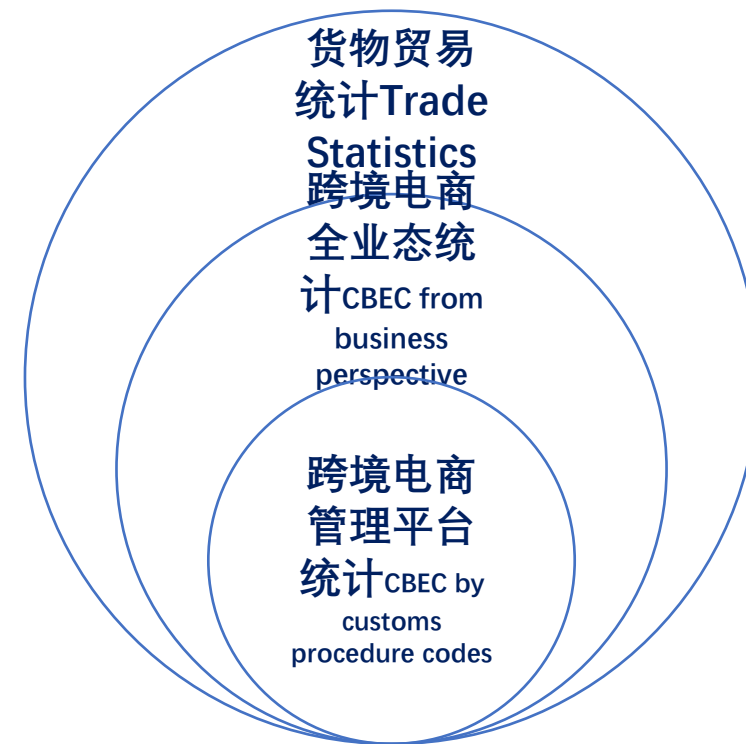 货物贸易
统计Trade
Statistics
跨境电商
全业态统
计CBEC from
business
perspective
跨境电商
管理平台
统计CBEC by
customs
procedure codes